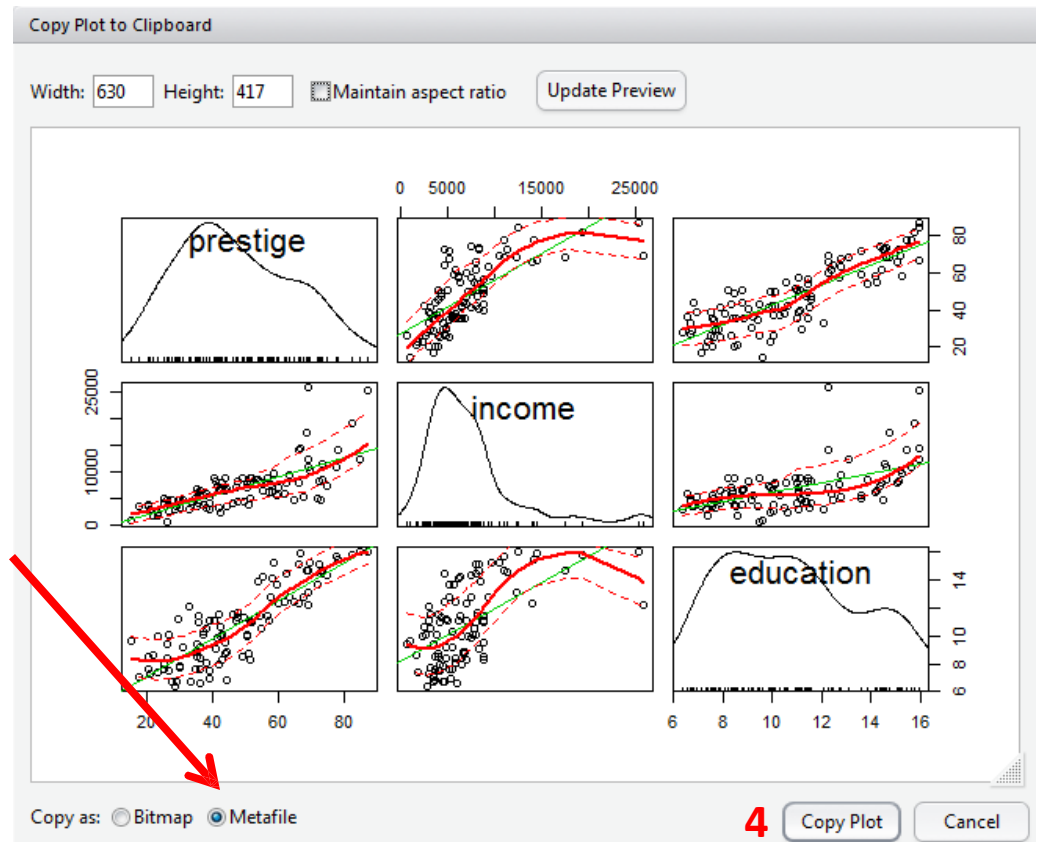 Copy Plot to Clipboard
Width: 630 Height: 417 Maintain aspect ratio Update Preview
0 5000 15000 25000
prestige
80
60
40
20
25000
10000
0
income
education
14
10
8
6
20 40 60 80
6 8 10 12 14 16
Copy as: Bitmap Metafile
4 Copy Plot Cancel